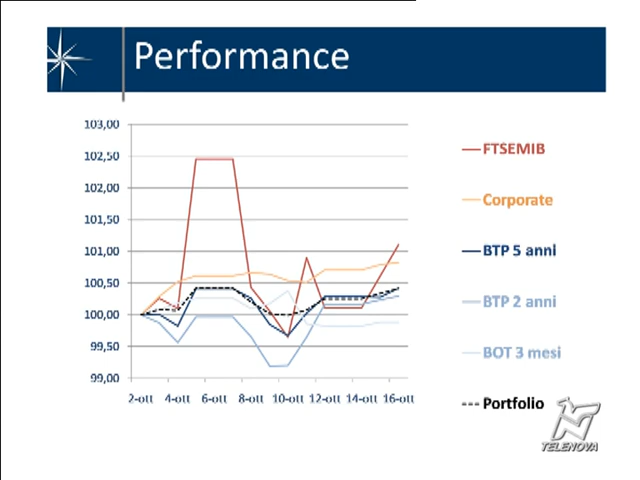 Performance
103,00
102,50
102,00
101,50
101,00
100,50
100,00
99,50
99,00
2-ott 4-ott 6-ott 8-ott 10-ott 12-ott 14-ott 16-ott
FTSEMIB
Corporate
BTP 5 anni
BTP 2 anni
BOT 3 mesi
Portfolio
TELENOVA